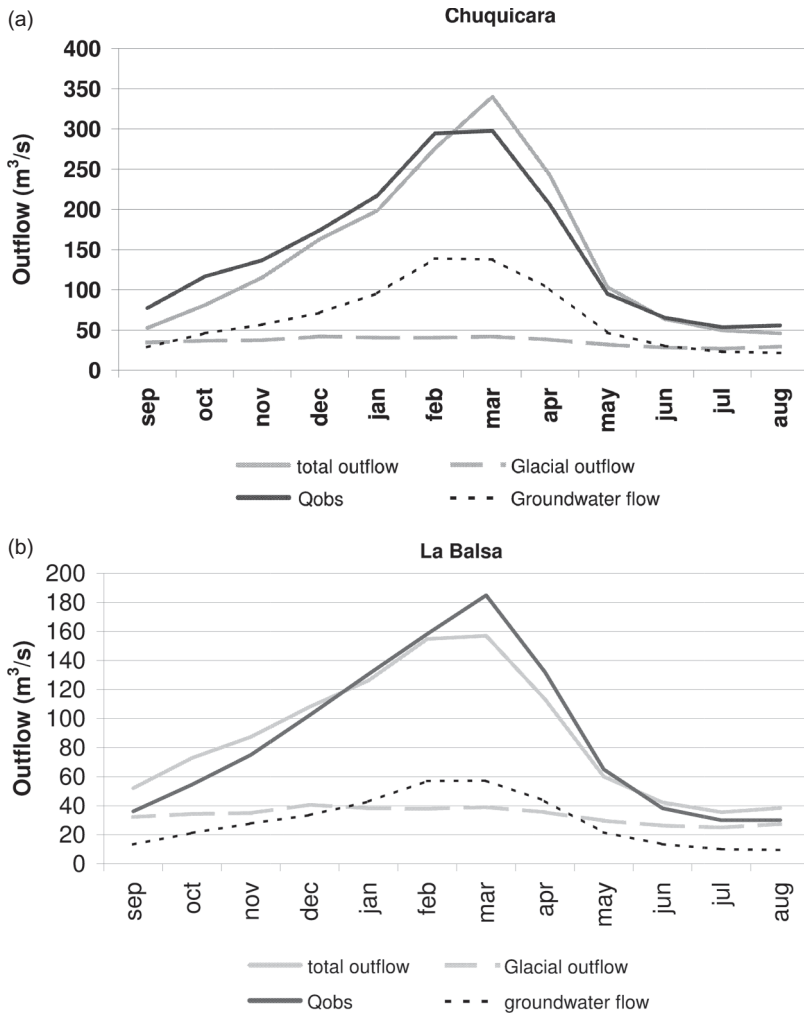 (a)
Chuquicara
Outflow (m³/s)
400
350
300
250
200
150
100
50
0
sep oct nov dec jan feb mar apr may jun jul aug
total outflow Glacial outflow
Qobs Groundwater flow
(b)
La Balsa
Outflow (m³/s)
200
180
160
140
120
100
80
60
40
20
0
sep oct nov dec jan feb mar apr may jun jul aug
total outflow Glacial outflow
Qobs groundwater flow